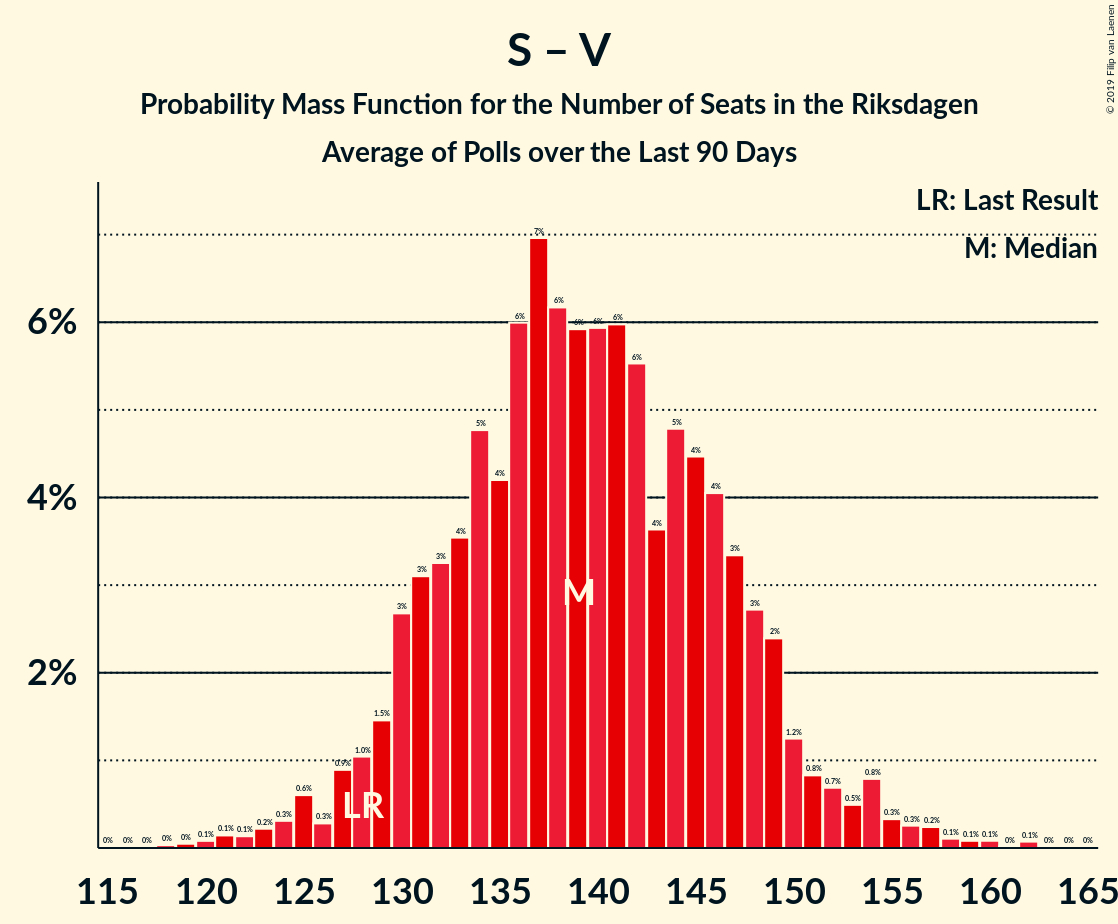 S – V
Probability Mass Function for the Number of Seats in the Riksdagen
Average of Polls over the Last 90 Days
© 2019 Filip van Laenen
LR: Last Result
M: Median
6%
4%
2%
0% 0% 0% 0% 0% 0.1% 0.1% 0.1% 0.2% 0.3% 0.6% 0.3% 0.9% 1.0% 1.5% 3% 3% 3% 4% 5% 4% 6% 7% 6% 6% 6% 6% 6% 4% 5% 4% 4% 3% 3% 2% 1.2% 0.8% 0.7% 0.5% 0.8% 0.3% 0.3% 0.2% 0.1% 0.1% 0.1% 0% 0.1% 0% 0% 0%
M
LR
115 120 125 130 135 140 145 150 155 160 165